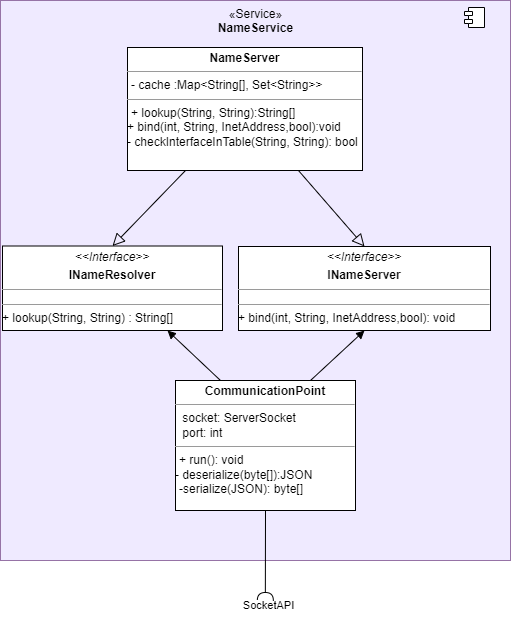 «Service»
NameService
NameServer
- cache :Map<String[], Set<String>>
+ lookup(String, String):String[]
+ bind(int, String, InetAddress,bool):void
- checkInterfaceInTable(String, String): bool
<<Interface>>
INameResolver
+ lookup(String, String) : String[]
<<Interface>>
INameServer
+ bind(int, String, InetAddress,bool): void
CommunicationPoint
socket: ServerSocket
port: int
+ run(): void
- deserialize(byte[]):JSON
-serialize(JSON): byte[]
SocketAPI